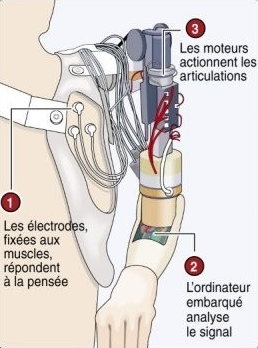 3
Les moteurs
actionnent les
articulations
1
Les électrodes,
fixées aux
muscles,
répondent
à la pensée
2
L'ordinateur
embarqué
analyse
le signal